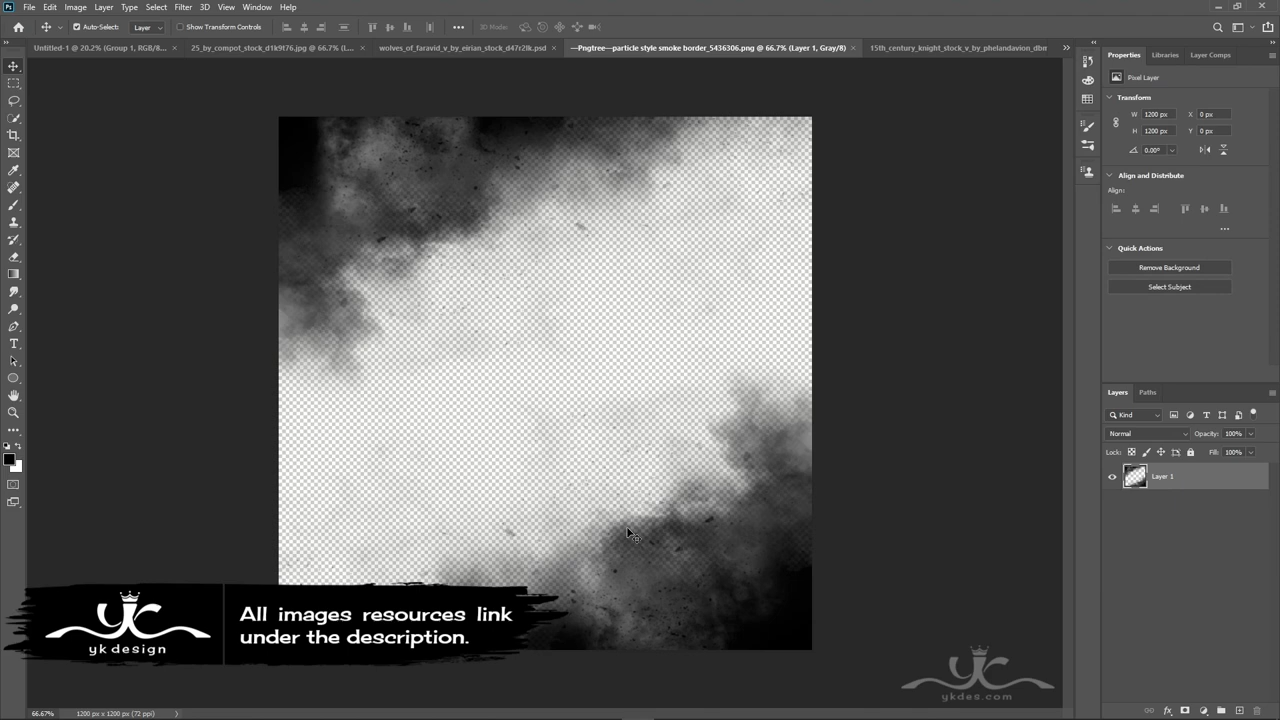 File Edit Image Layer Type Select Filter 3D View Window Help
Auto-Select: Layer Show Transform Controls 3D Mode:
Untitled-1 @ 20.2% (Group 1, RGB/8... × 25_by_compot_stock_d1k9t76.jpg @ 66.7% (L... × wolves_of_faravid_v_by_eirian_stock_d47r2lk.psd × —Pngtree—particle style smoke border_5436306.png @ 66.7% (Layer 1, Gray/8) × 15th_century_knight_stock_v_by_phelandavion_dbm
Properties Libraries Layer Comps
Pixel Layer
Transform
W 1200 px X 0 px
H 1200 px Y 0 px
0.00°
Align and Distribute
Align:
Quick Actions
Remove Background
Select Subject
Layers Paths
Kind
Normal Opacity: 100%
Lock: Fill: 100%
Layer 1
All images resources link
under the description.
yk design
ykdes.com
66.67% 1200 px x 1200 px (72 ppi)